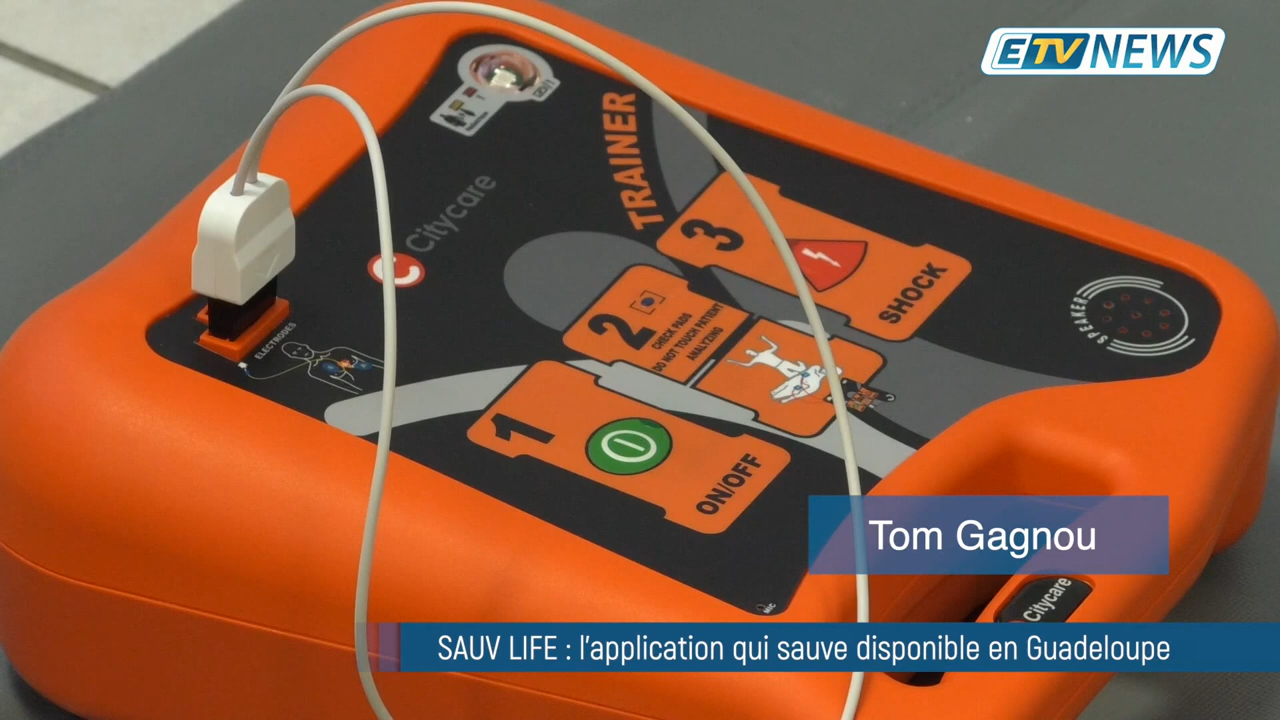 ETV NEWS
TRAINER
Citycare
3
SHOCK
2
CHECK PADS
DO NOT TOUCH PATIENT
ANALYZING
SPEAKER
ELECTRODES
1
ON/OFF
Tom Gagnou
MIC
Citycare
SAUV LIFE : l'application qui sauve disponible en Guadeloupe